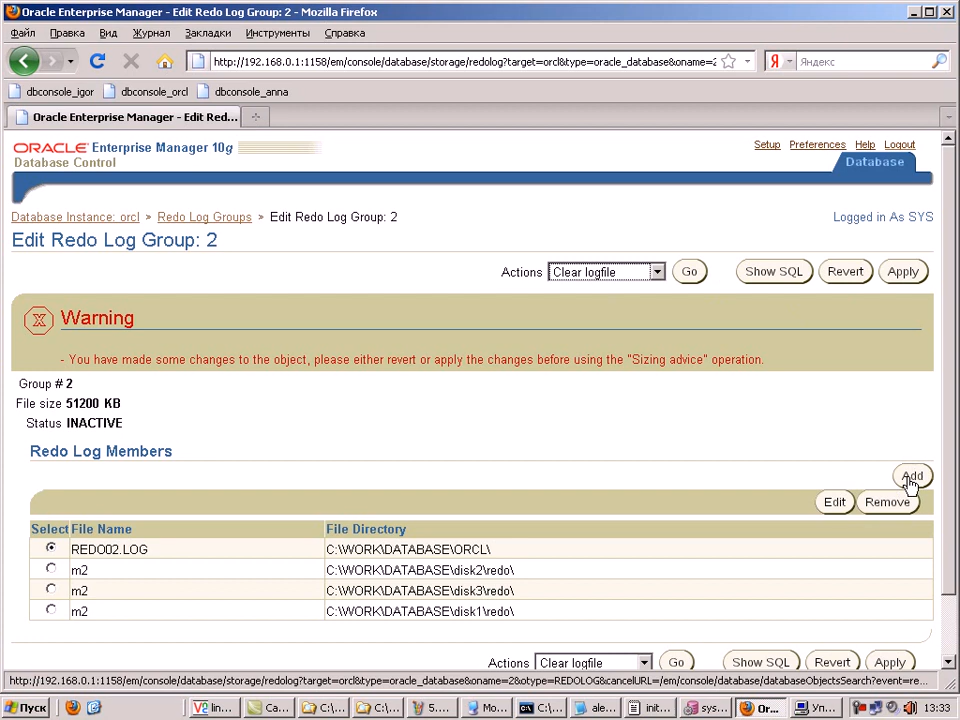 Oracle Enterprise Manager - Edit Redo Log Group: 2 - Mozilla Firefox
Файл Правка Вид Журнал Закладки Инструменты Справка
http://192.168.0.1:1158/em/console/database/storage/redolog?target=orcl&type=oracle_database&oname=2 Яндекс
dbconsole_igor dbconsole_orcl dbconsole_anna
Oracle Enterprise Manager - Edit Red...
ORACLE Enterprise Manager 10g
Database Control
Setup Preferences Help Logout
Database
Database Instance: orcl » Redo Log Groups » Edit Redo Log Group: 2 Logged in As SYS
Edit Redo Log Group: 2
Actions Clear logfile Go Show SQL Revert Apply
Warning
- You have made some changes to the object, please either revert or apply the changes before using the "Sizing advice" operation.
Group # 2
File size 51200 KB
Status INACTIVE
Redo Log Members
Add
Edit Remove
Select File Name File Directory
REDO02.LOG C:\WORK\DATABASE\ORCL\
m2 C:\WORK\DATABASE\disk2\redo\
m2 C:\WORK\DATABASE\disk3\redo\
m2 C:\WORK\DATABASE\disk1\redo\
Actions Clear logfile Go Show SQL Revert Apply
http://192.168.0.1:1158/em/console/database/storage/redolog?target=orcl&type=oracle_database&oname=2&otype=REDOLOG&cancelURL=/em/console/database/databaseObjectsSearch?event=re...
Пуск lin... Ca... C:\... C:\... 5.... Мо... C:\... ale... init... sys... Or... Уп... 13:33